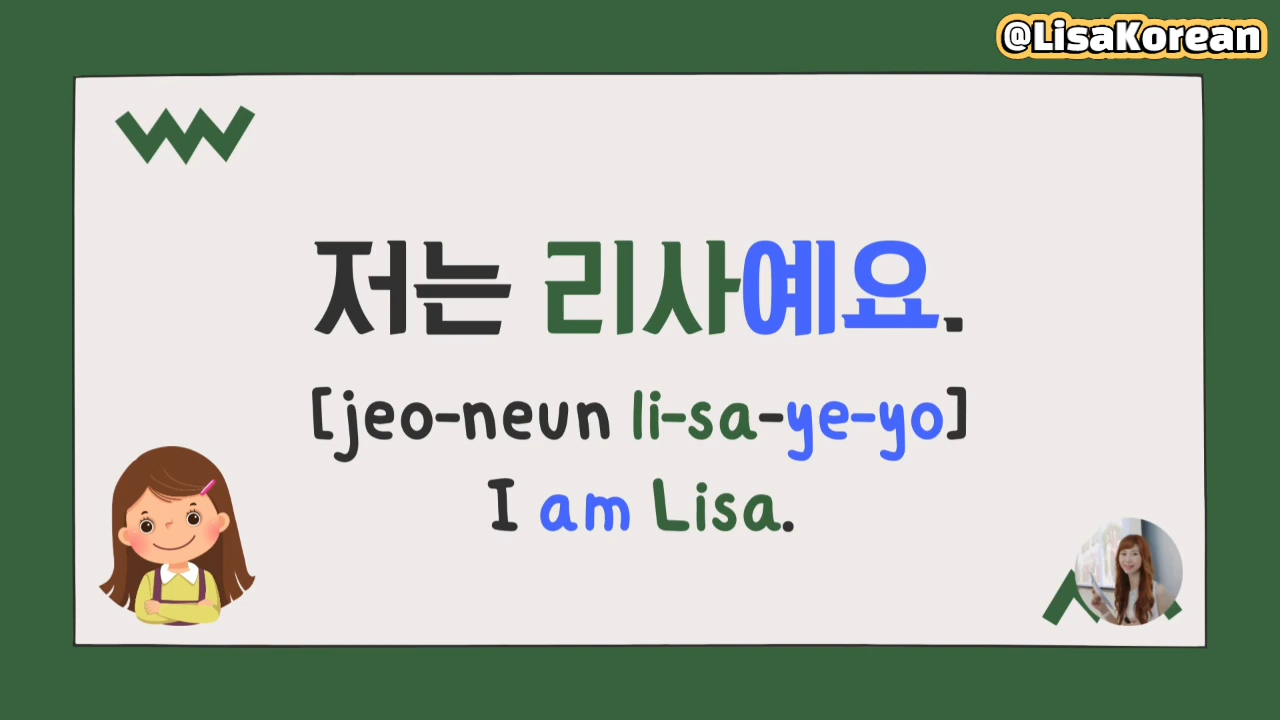 @LisaKorean
저는 리사예요.
[jeo-neun li-sa-ye-yo]
I am Lisa.